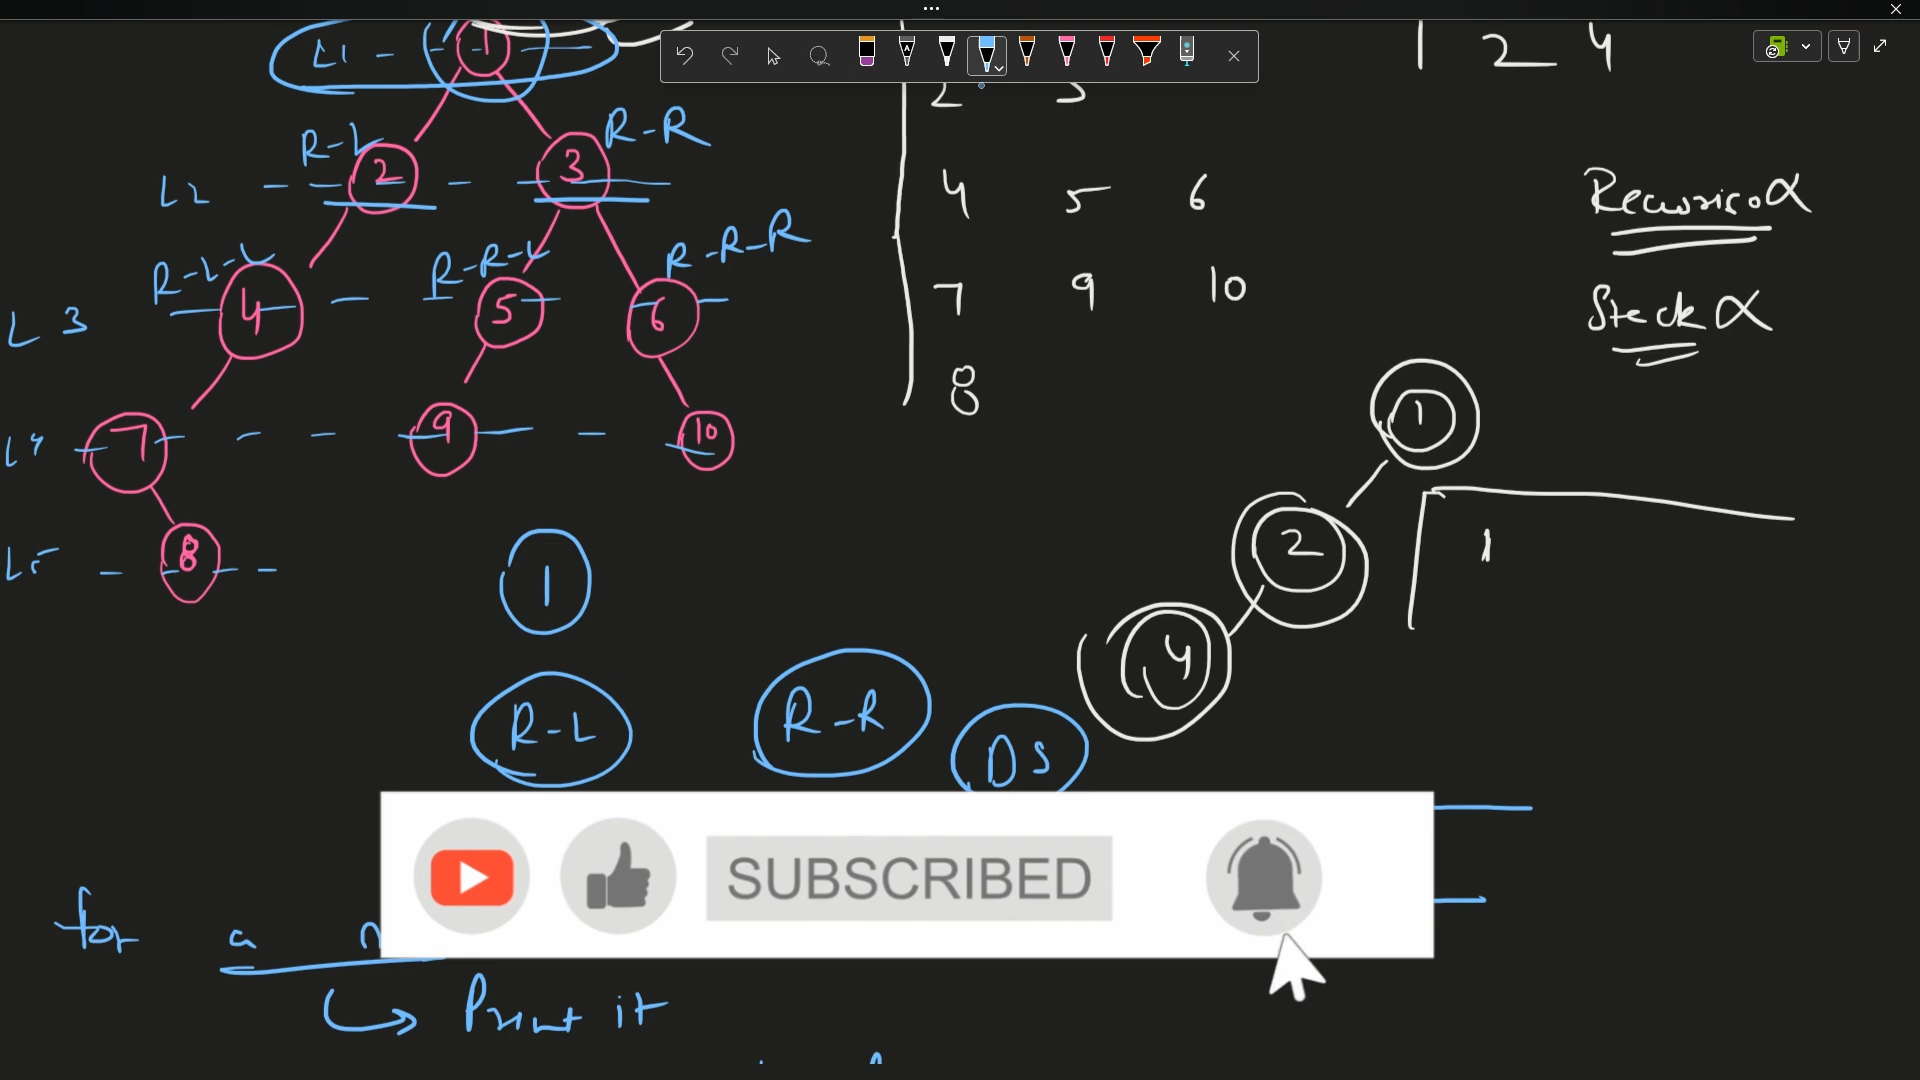 L1 - 1
1 2 4
2 3
R-L
R-R
L2
2
3
4 5 6
R-L-L
R-R-L
R-R-R
L3
4
5
6
7 9 10
Stack
1
8
L4
7
9
10
2
1
L5
8
1
4
R-L
R-R
DS
SUBSCRIBED
for a
Print it